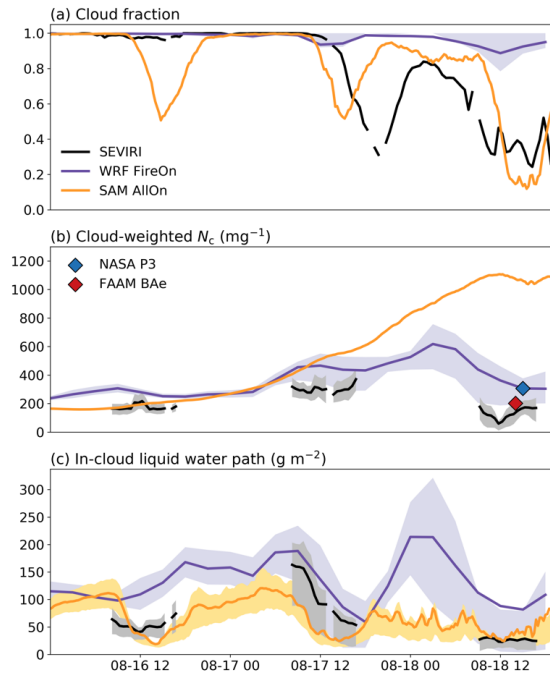 (a) Cloud fraction
1.0
0.8
0.6
0.4
0.2
0.0
SEVIRI
WRF FireOn
SAM AllOn
(b) Cloud-weighted Nc (mg−1)
1200
1000
800
600
400
200
0
NASA P3
FAAM BAe
(c) In-cloud liquid water path (g m−2)
350
300
250
200
150
100
50
0
08-16 12 08-17 00 08-17 12 08-18 00 08-18 12